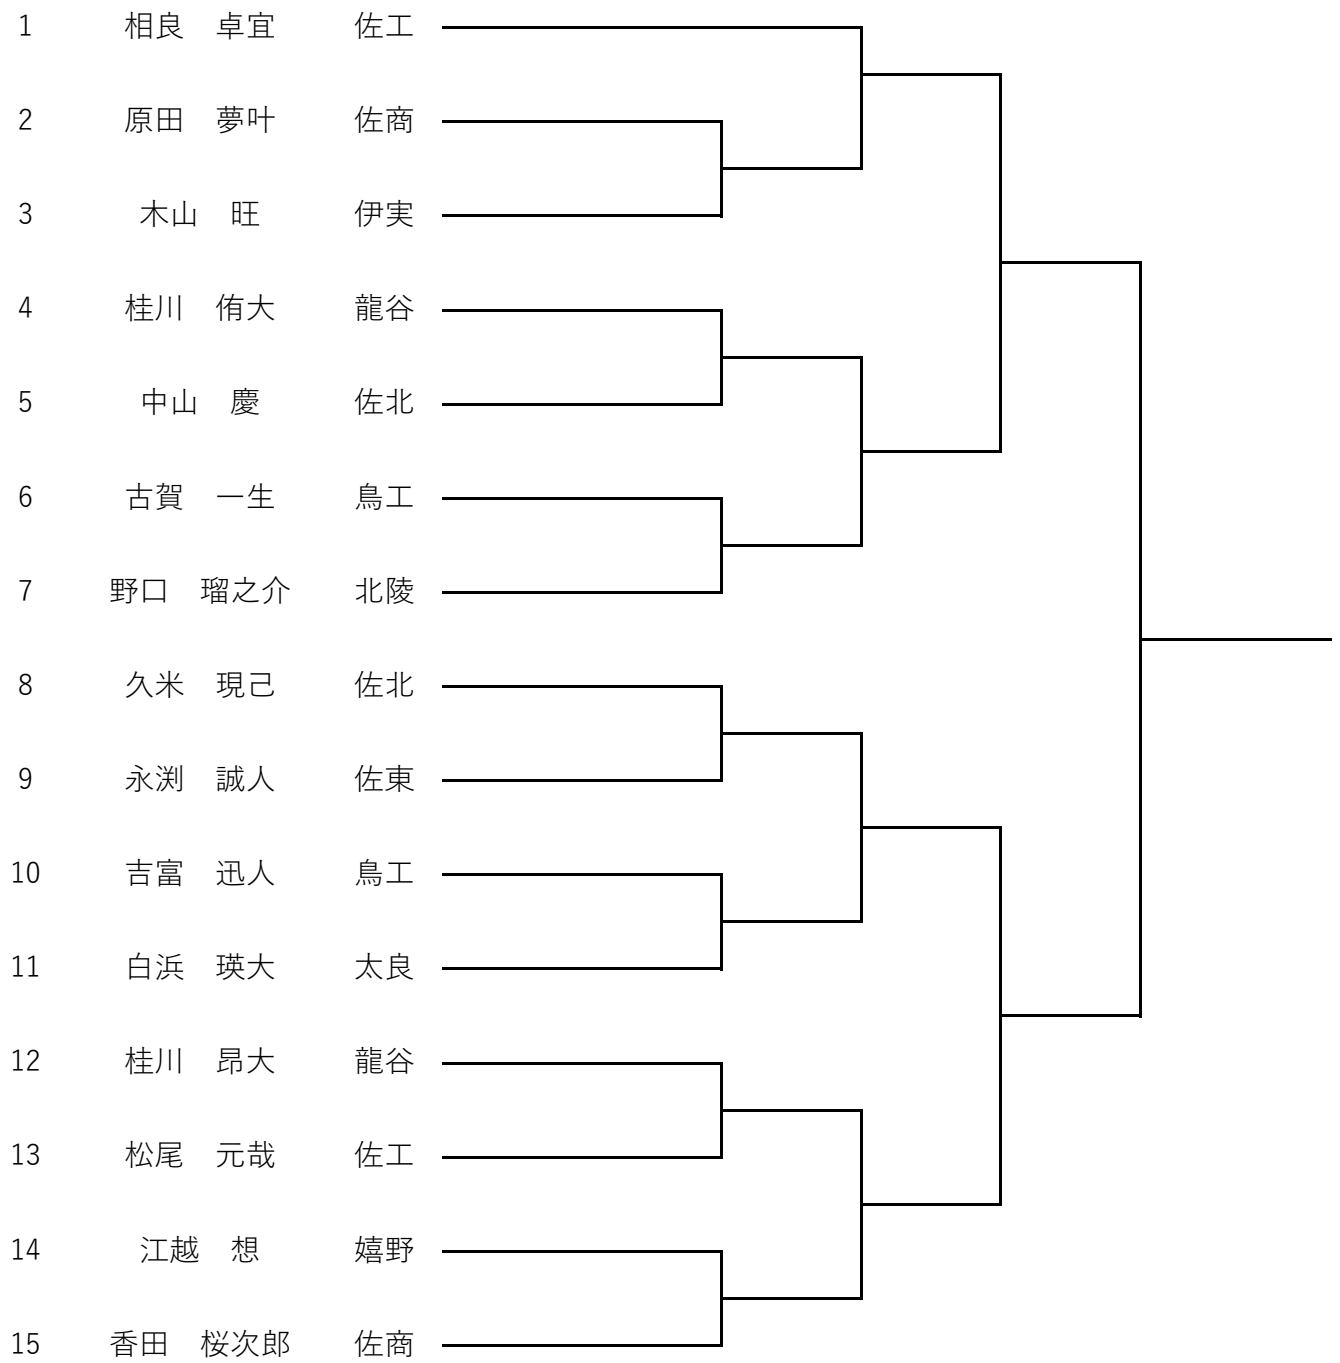 1 相良　卓宜 佐工
2 原田　夢叶 佐商
3 木山　旺 伊実
4 桂川　侑大 龍谷
5 中山　慶 佐北
6 古賀　一生 鳥工
7 野口　瑠之介 北陵
8 久米　現己 佐北
9 永渕　誠人 佐東
10 吉富　迅人 鳥工
11 白浜　瑛大 太良
12 桂川　昂大 龍谷
13 松尾　元哉 佐工
14 江越　想 嬉野
15 香田　桜次郎 佐商